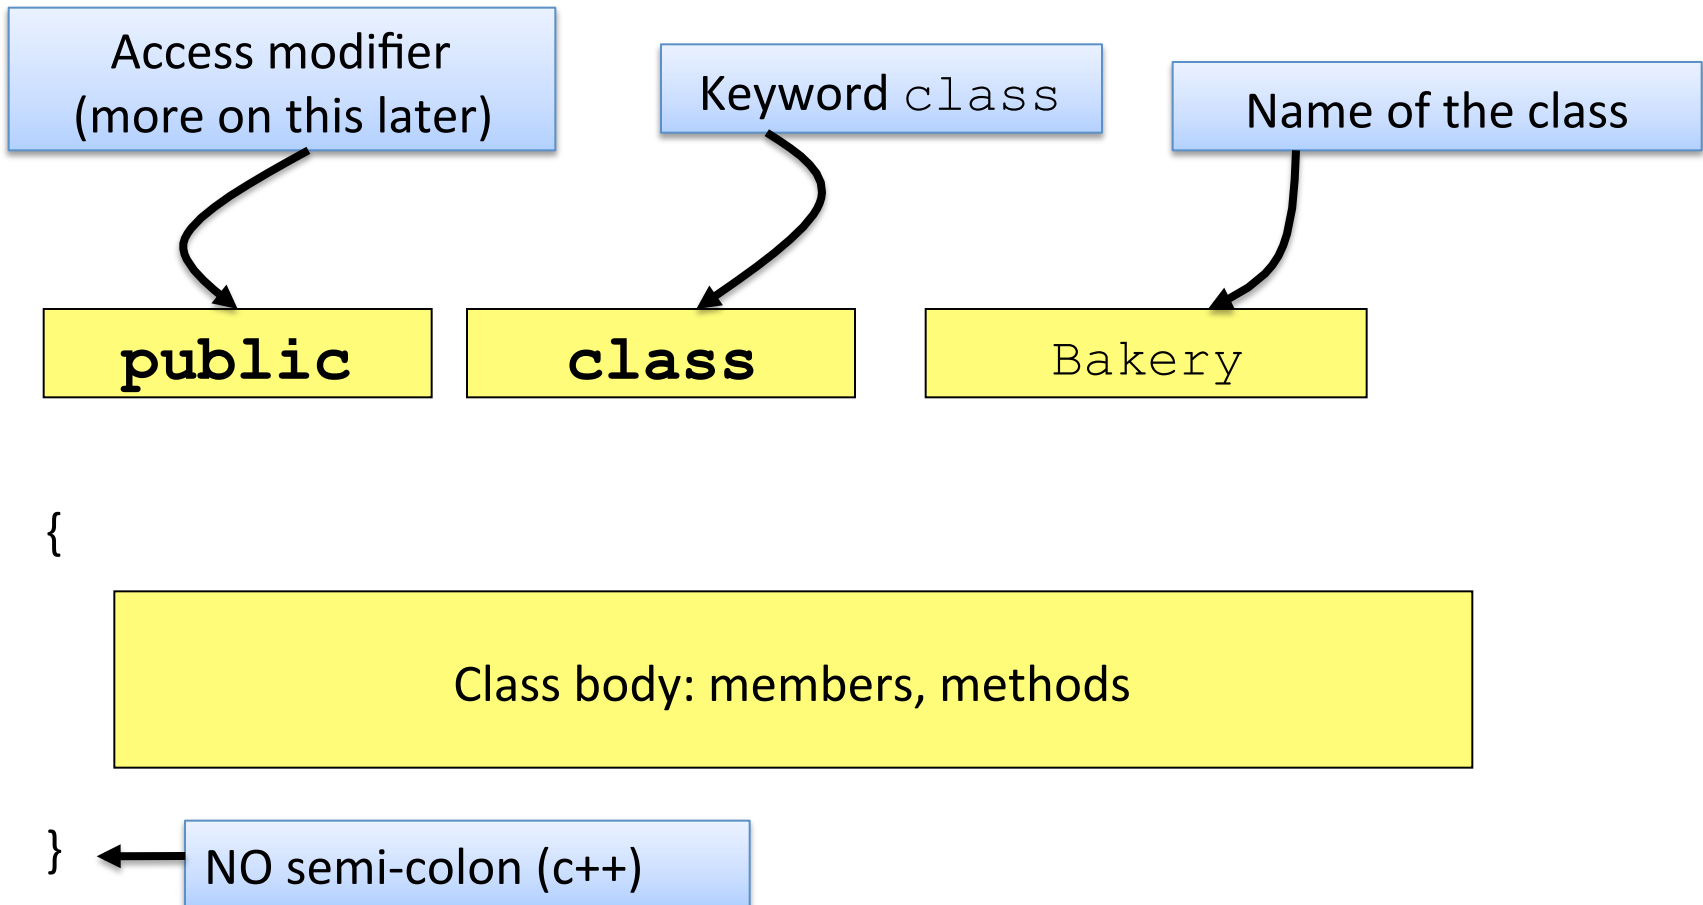 Access modifier
(more on this later)
Keyword class
Name of the class
public class Bakery
{
Class body: members, methods
}
NO semi-colon (c++)